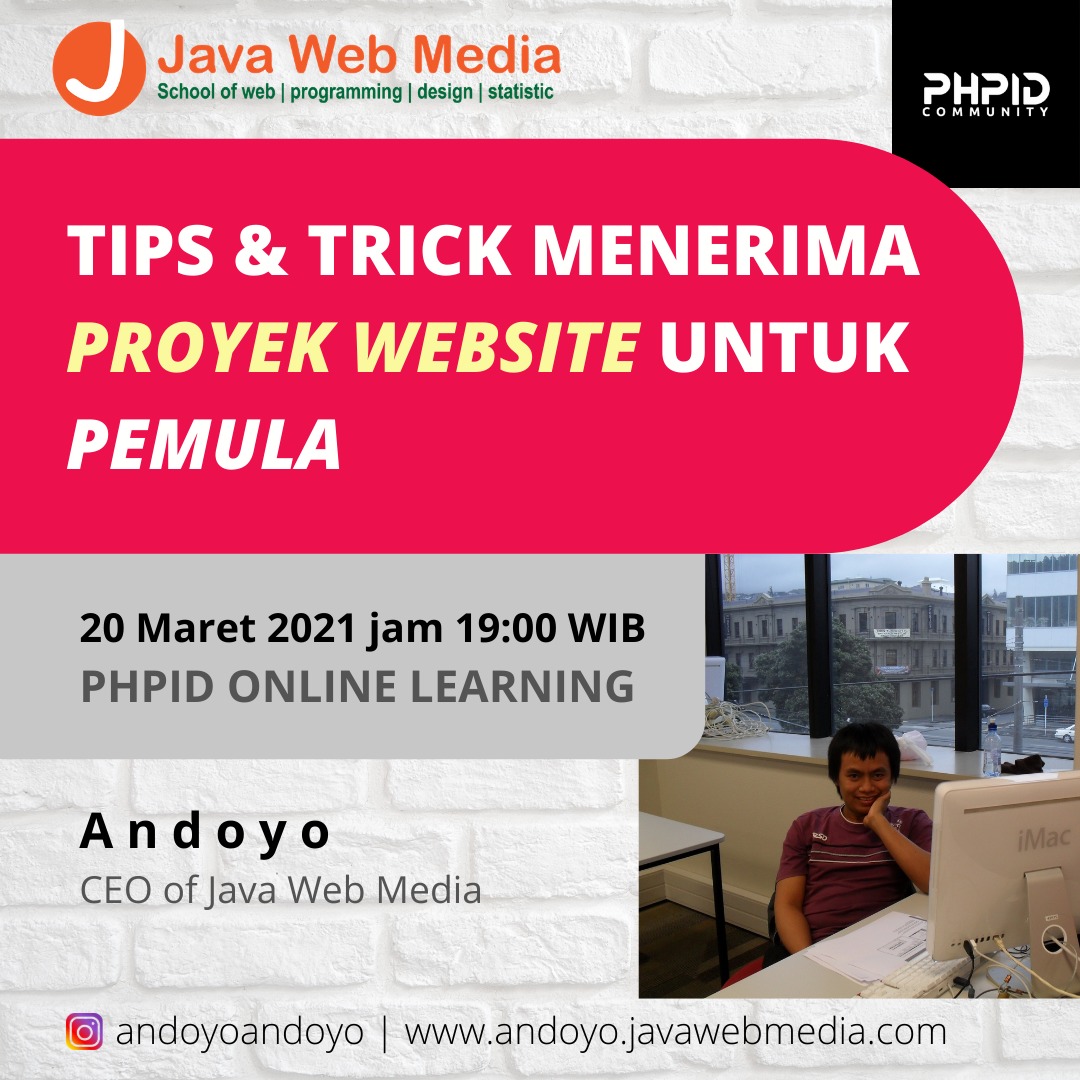 Java Web Media
School of web | programming | design | statistic
PHPID
COMMUNITY
TIPS & TRICK MENERIMA
PROYEK WEBSITE UNTUK
PEMULA
20 Maret 2021 jam 19:00 WIB
PHPID ONLINE LEARNING
Andoyo
CEO of Java Web Media
iMac
andoyoandoyo | www.andoyo.javawebmedia.com